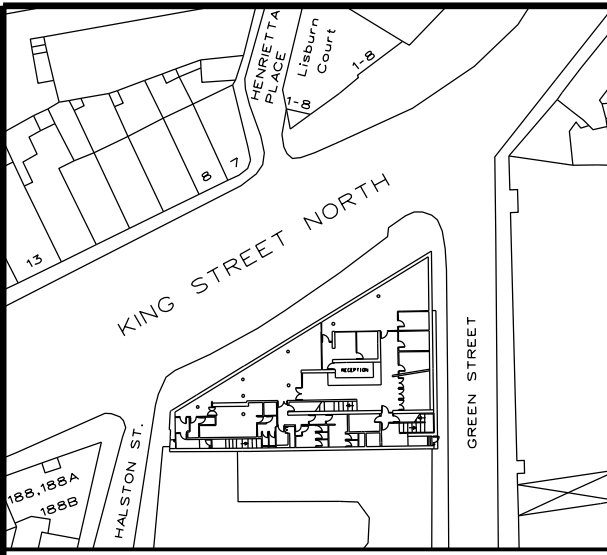 HENRIETTA
PLACE
Lisburn
Court
1-8
1-8
7
8
13
KING STREET NORTH
RECEPTION
GREEN STREET
HALSTON ST.
188,188A
188B